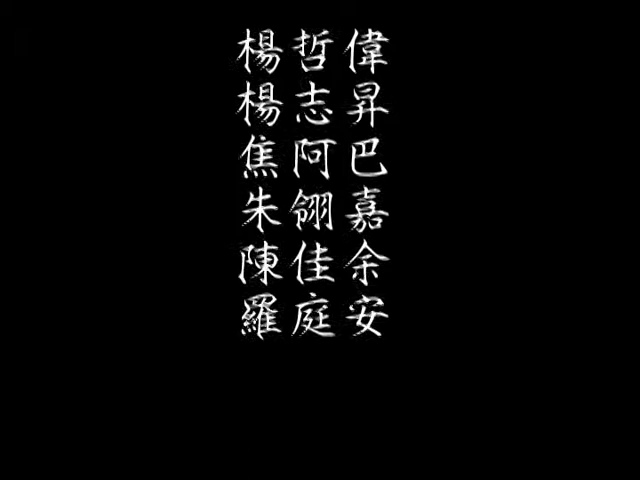 楊哲偉
楊志昇
焦阿巴
朱翎嘉
陳佳余
羅庭安